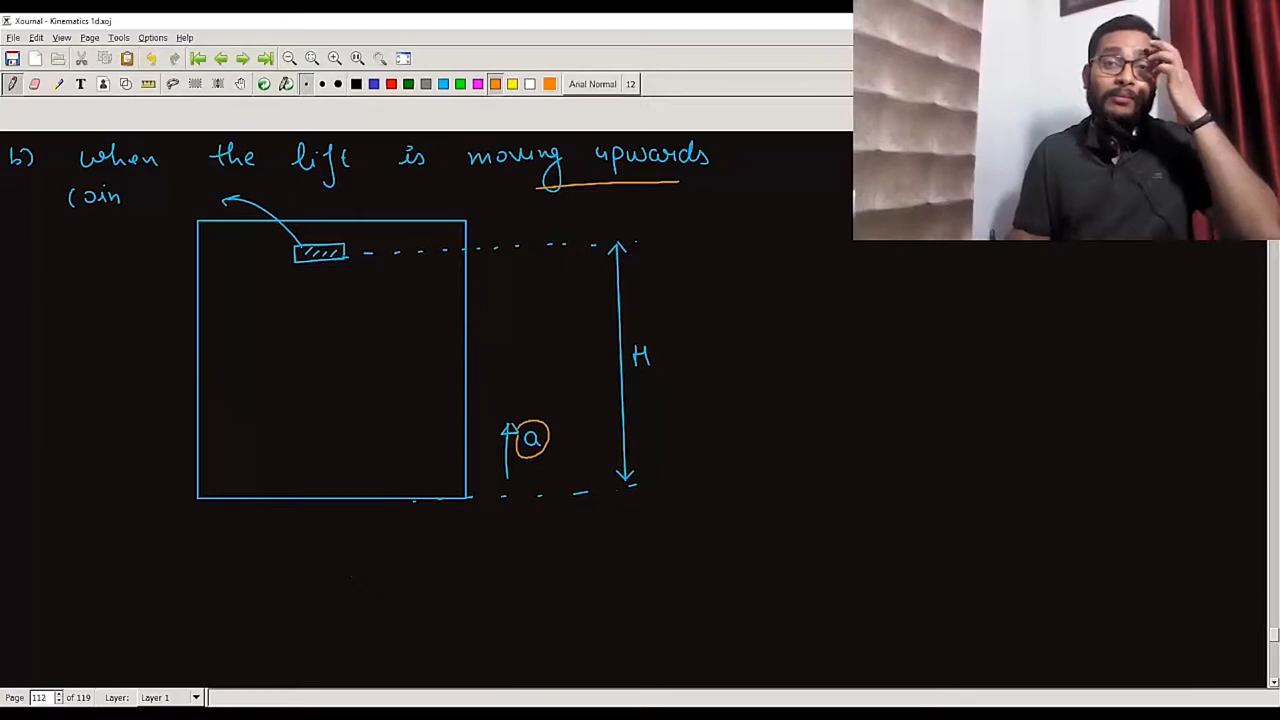 Xournal - Kinematics 1d.xoj
File Edit View Page Tools Options Help
Arial Normal 12
b) when the lift is moving upwards
(oin
H
a
Page 112 of 119 Layer: Layer 1